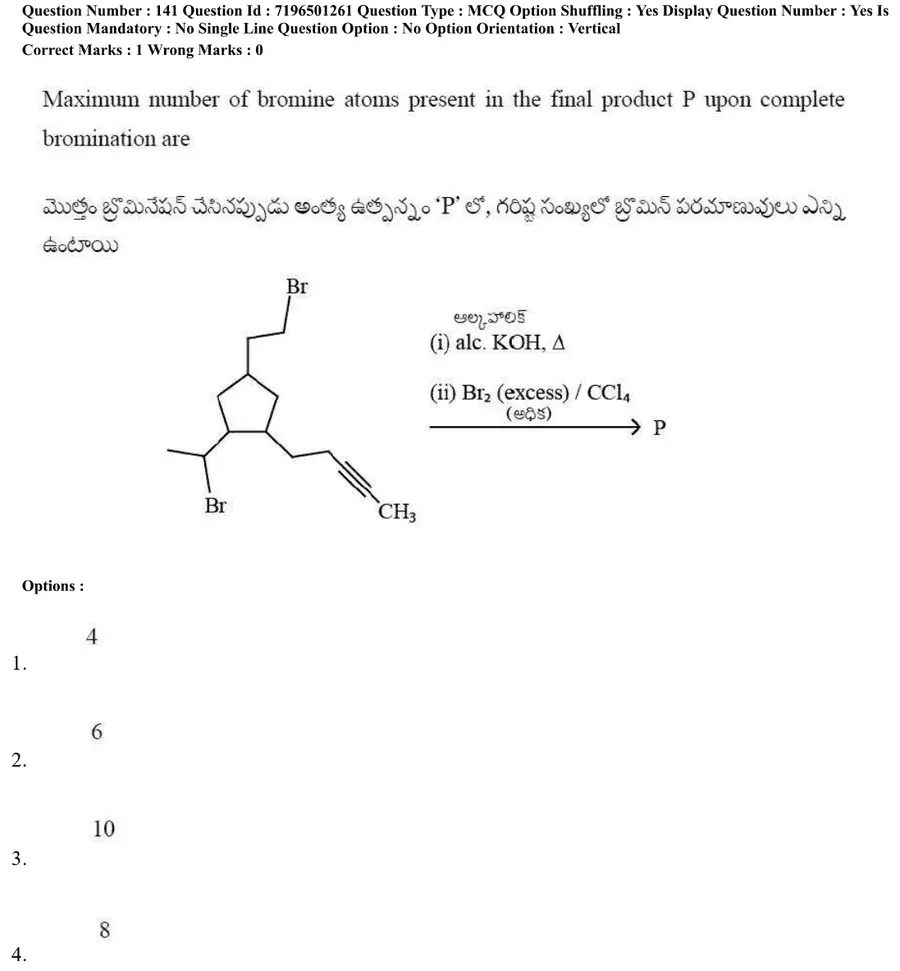 Question Number : 141 Question Id : 7196501261 Question Type : MCQ Option Shuffling : Yes Display Question Number : Yes Is
Question Mandatory : No Single Line Question Option : No Option Orientation : Vertical
Correct Marks : 1 Wrong Marks : 0
Maximum number of bromine atoms present in the final product P upon complete
bromination are
మొత్తం బ్రొమినేషన్ చేసినప్పుడు అంత్య ఉత్పన్నం ‘P’ లో, గరిష్ట సంఖ్యలో బ్రొమిన్ పరమాణువులు ఎన్ని
ఉంటాయి
Br
ఆల్కహాలిక్
(i) alc. KOH, Δ
(ii) Br₂ (excess) / CCl₄
(అధిక)
P
Br
CH₃
Options :
4
1.
6
2.
10
3.
8
4.